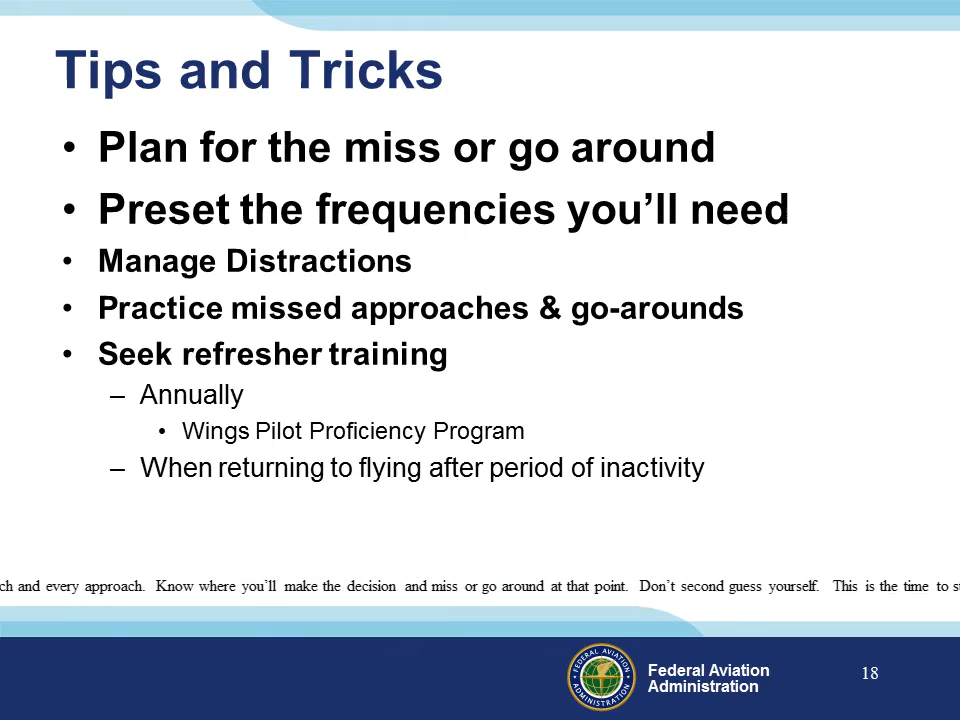 Tips and Tricks
• Plan for the miss or go around
• Preset the frequencies you’ll need
• Manage Distractions
• Practice missed approaches & go-arounds
• Seek refresher training
– Annually
• Wings Pilot Proficiency Program
– When returning to flying after period of inactivity
and every approach. Know where you’ll make the decision and miss or go around at that point. Don’t second guess yourself. This is the time to
FEDERAL AVIATION
ADMINISTRATION
Federal Aviation
Administration
18